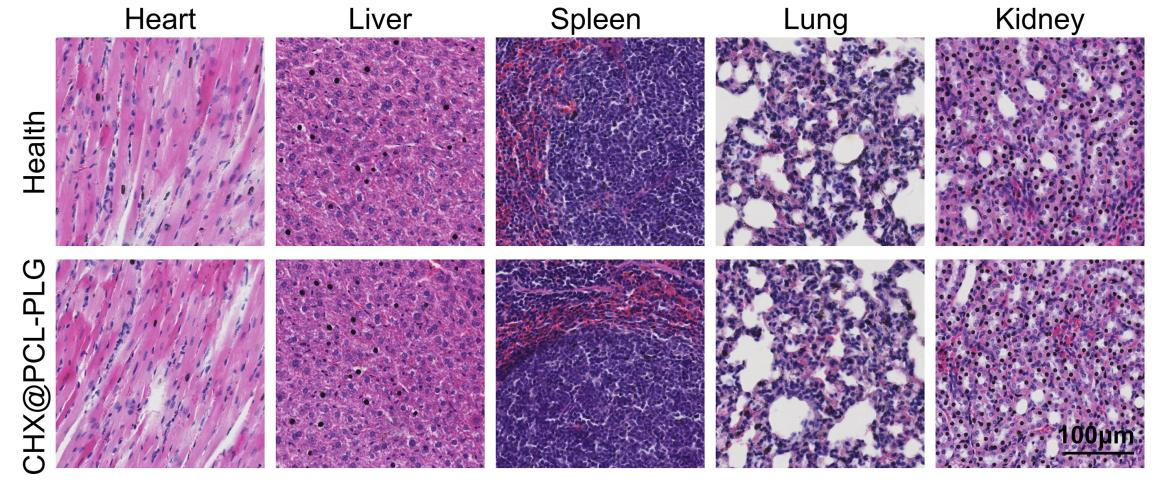 Heart
Liver
Spleen
Lung
Kidney
Health
CHX@PCL-PLG
100μm